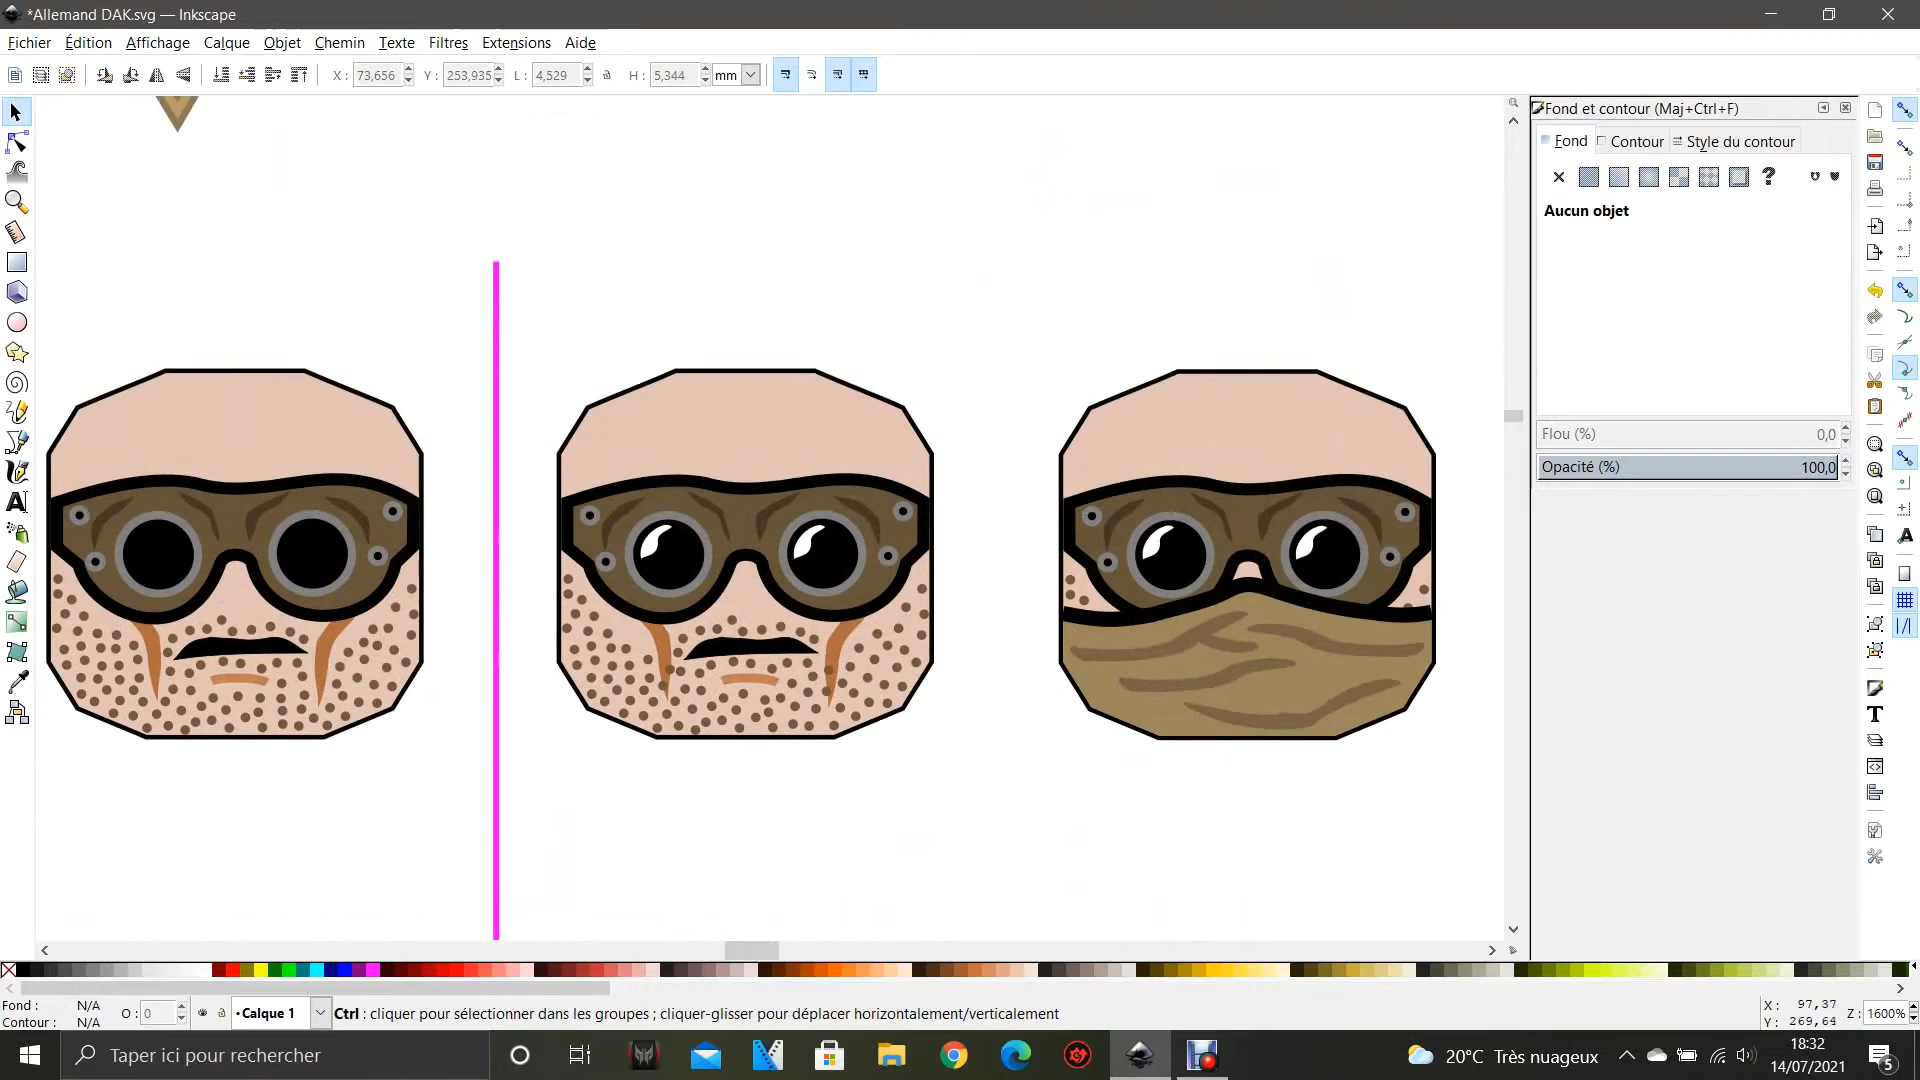 *Allemand DAK.svg — Inkscape
Fichier Édition Affichage Calque Objet Chemin Texte Filtres Extensions Aide
X : 73,656 Y : 253,935 L : 4,529 H : 5,344 mm
Fond et contour (Maj+Ctrl+F)
Fond Contour Style du contour
Aucun objet
Flou (%) 0,0
Opacité (%) 100,0
Fond : N/A O : 0 •Calque 1 Ctrl : cliquer pour sélectionner dans les groupes ; cliquer-glisser pour déplacer horizontalement/verticalement X : 97,37 Z : 1600%
Contour : N/A Y : 269,64
Taper ici pour rechercher 20°C Très nuageux 18:32
14/07/2021 5